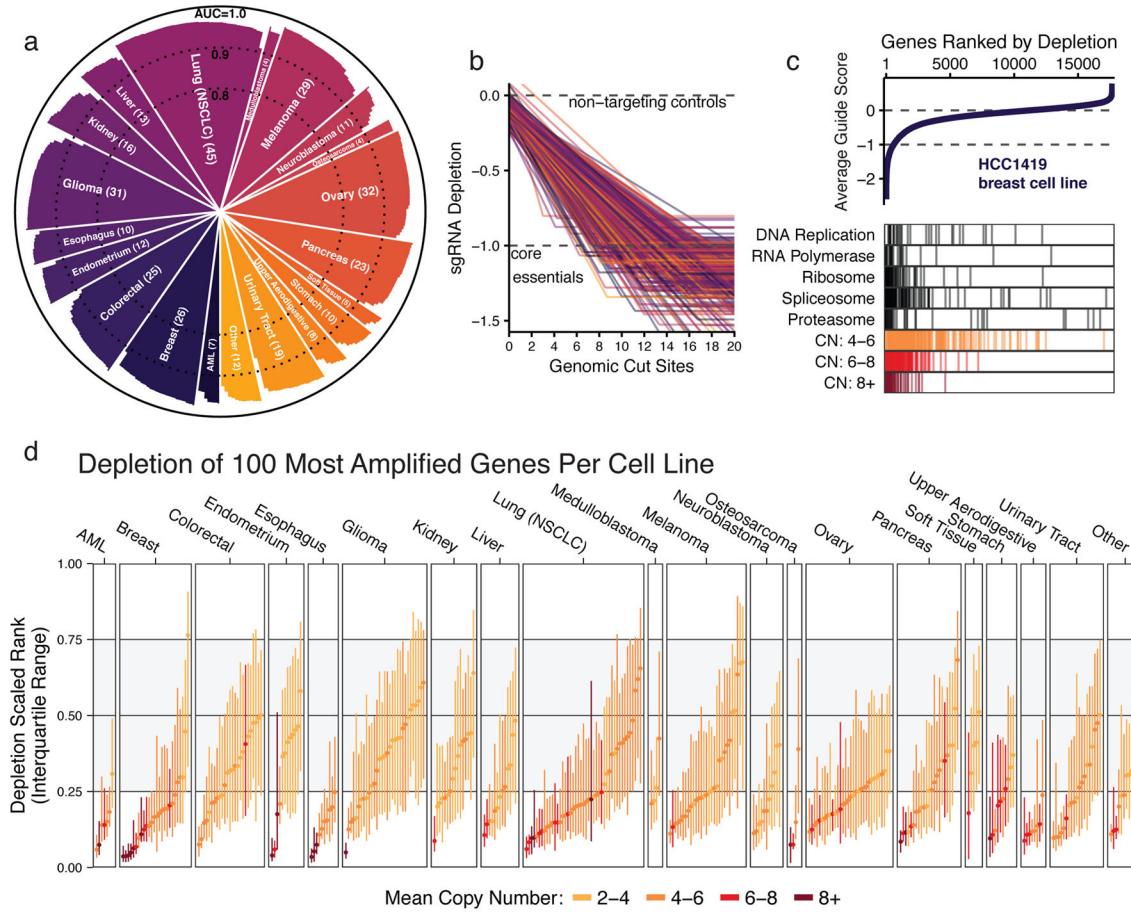 a
AUC=1.0
0.9
0.8
Lung (NSCLC) (45)
Medulloblastoma (4)
Melanoma (29)
Neuroblastoma (11)
Osteosarcoma (4)
Ovary (32)
Pancreas (23)
Soft Tissue (5)
Stomach (10)
Upper Aerodigestive (8)
Urinary Tract (19)
Other (12)
AML (7)
Breast (26)
Colorectal (25)
Endometrium (12)
Esophagus (10)
Glioma (31)
Kidney (16)
Liver (13)
b
sgRNA Depletion
0.0
−0.5
−1.0
−1.5
non−targeting controls
core
essentials
0 2 4 6 8 10 12 14 16 18 20
Genomic Cut Sites
c
Genes Ranked by Depletion
1 5000 10000 15000
Average Guide Score
0
−1
−2
HCC1419
breast cell line
DNA Replication
RNA Polymerase
Ribosome
Spliceosome
Proteasome
CN: 4−6
CN: 6−8
CN: 8+
d
Depletion of 100 Most Amplified Genes Per Cell Line
AML
Breast
Colorectal
Endometrium
Esophagus
Glioma
Kidney
Liver
Lung (NSCLC)
Medulloblastoma
Melanoma
Neuroblastoma
Osteosarcoma
Ovary
Pancreas
Soft Tissue
Stomach
Upper Aerodigestive
Urinary Tract
Other
Depletion Scaled Rank
(Interquartile Range)
1.00
0.75
0.50
0.25
0.00
Mean Copy Number: 2−4 4−6 6−8 8+